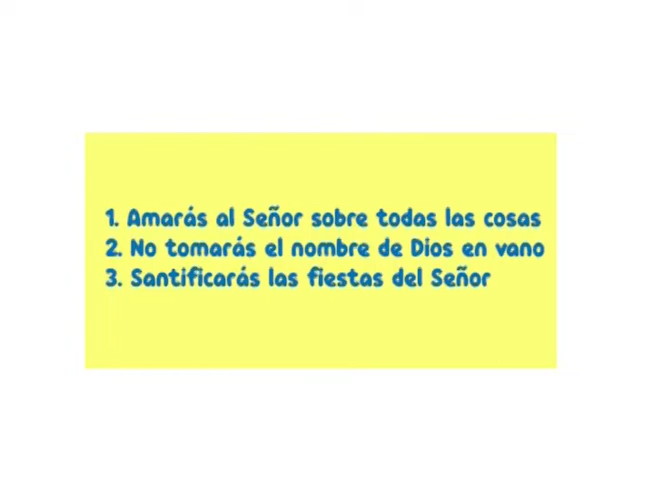 1. Amarás al Señor sobre todas las cosas
2. No tomarás el nombre de Dios en vano
3. Santificarás las fiestas del Señor